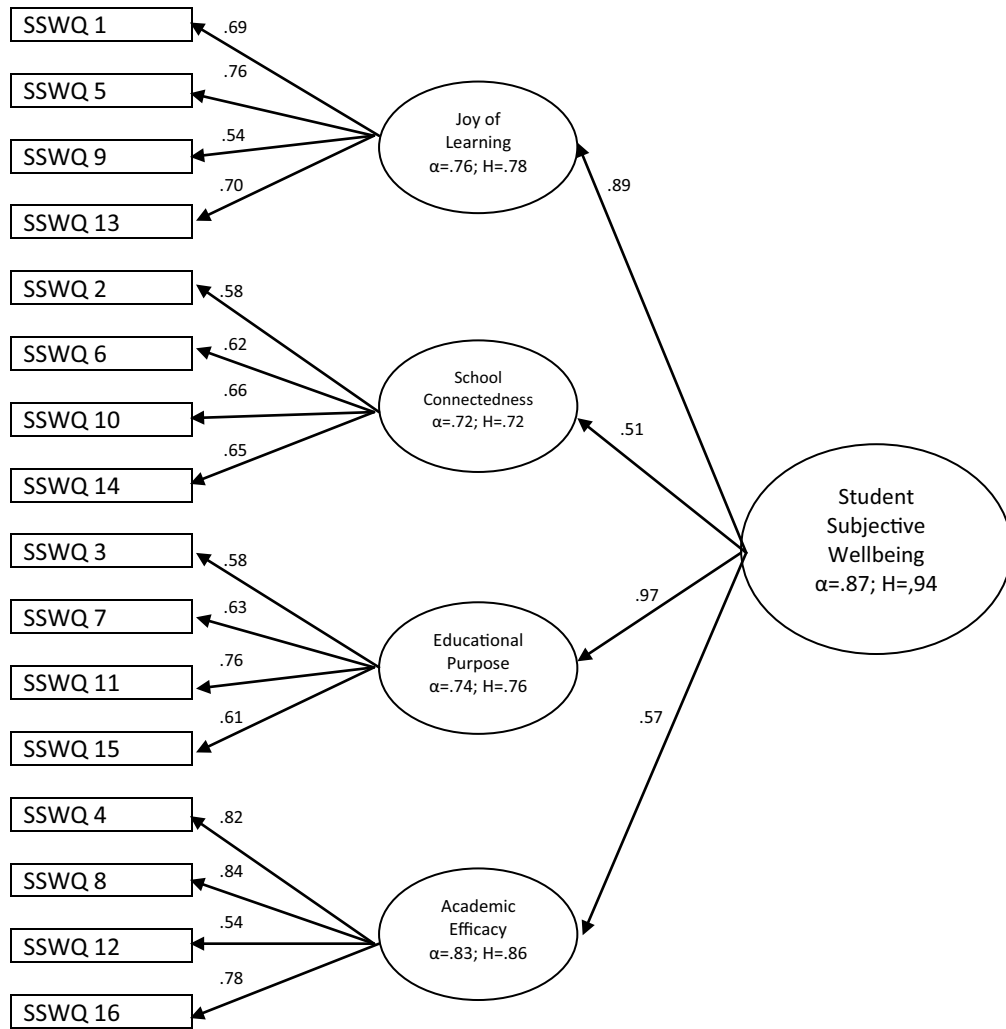 SSWQ 1
.69
SSWQ 5
.76
SSWQ 9
.54
SSWQ 13
.70
Joy of
Learning
α=.76; H=.78
.89
SSWQ 2
.58
SSWQ 6
.62
SSWQ 10
.66
SSWQ 14
.65
School
Connectedness
α=.72; H=.72
.51
SSWQ 3
.58
SSWQ 7
.63
SSWQ 11
.76
SSWQ 15
.61
Educational
Purpose
α=.74; H=.76
.97
SSWQ 4
.82
SSWQ 8
.84
SSWQ 12
.54
SSWQ 16
.78
Academic
Efficacy
α=.83; H=.86
.57
Student
Subjective
Wellbeing
α=.87; H=,94